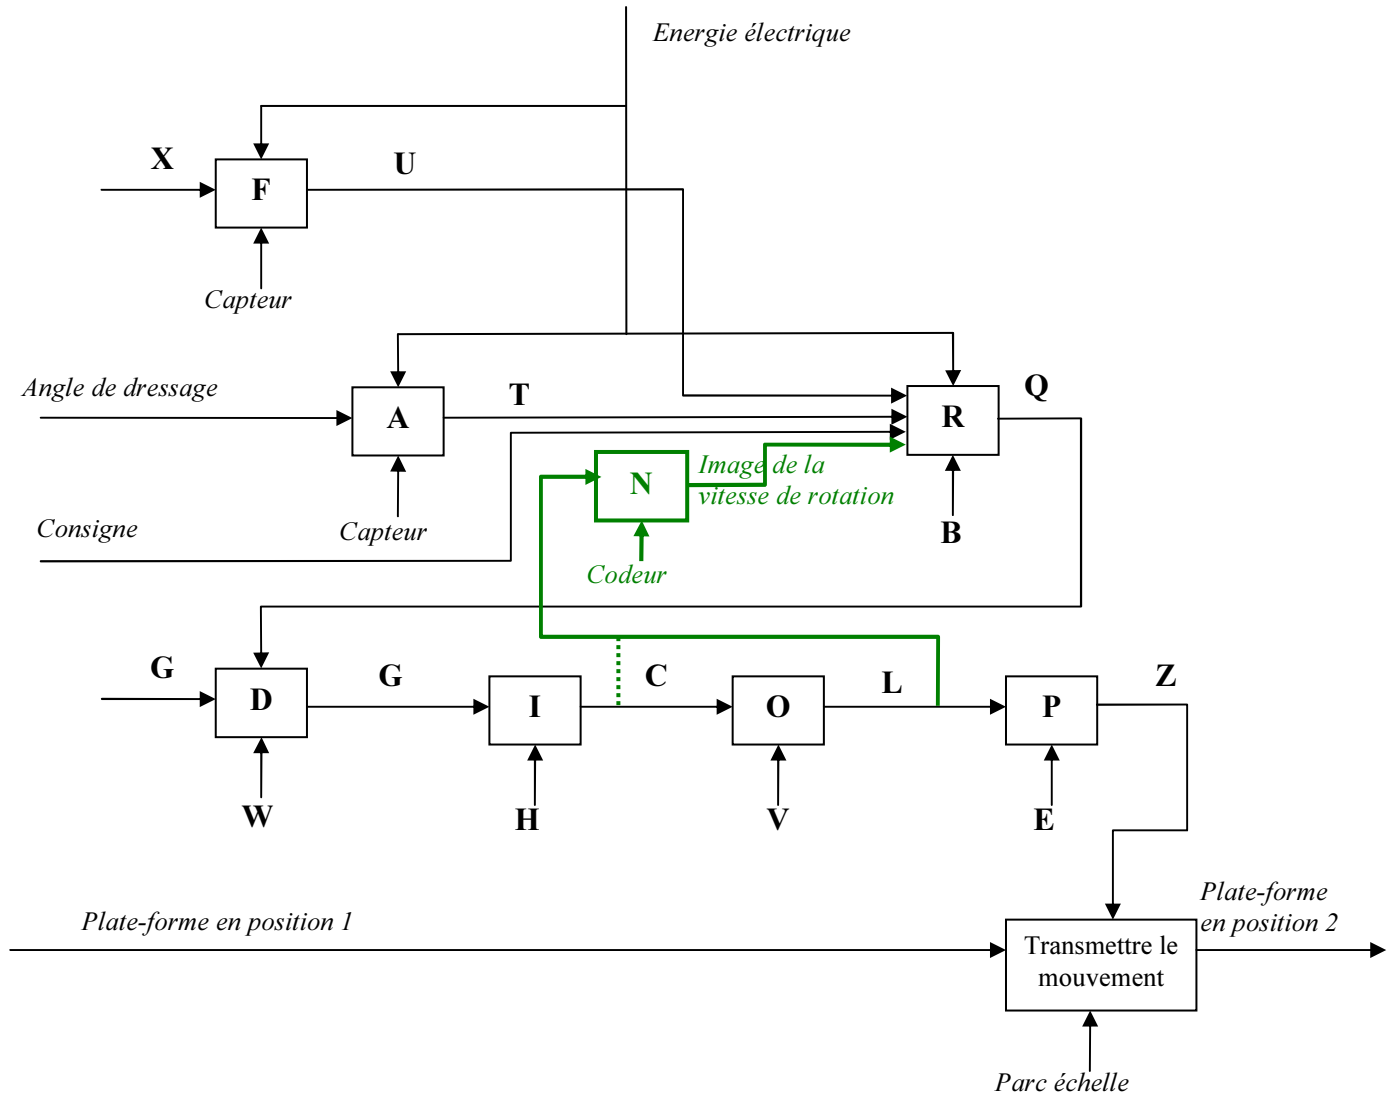 Energie électrique
X
U
F
Capteur
Angle de dressage
T
Q
A
R
Image de la
vitesse de rotation
N
Consigne
Capteur
B
Codeur
G
G
C
L
Z
D
I
O
P
W
H
V
E
Plate-forme en position 1
Plate-forme
en position 2
Transmettre le
mouvement
Parc échelle